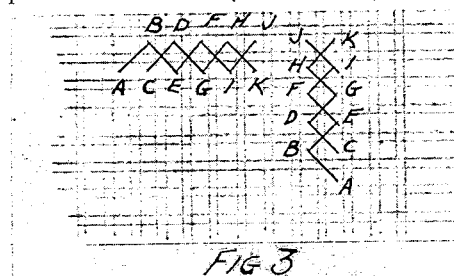 B D F H J
A C E G I K
J K
H I
F G
D E
B C
A
FIG 3